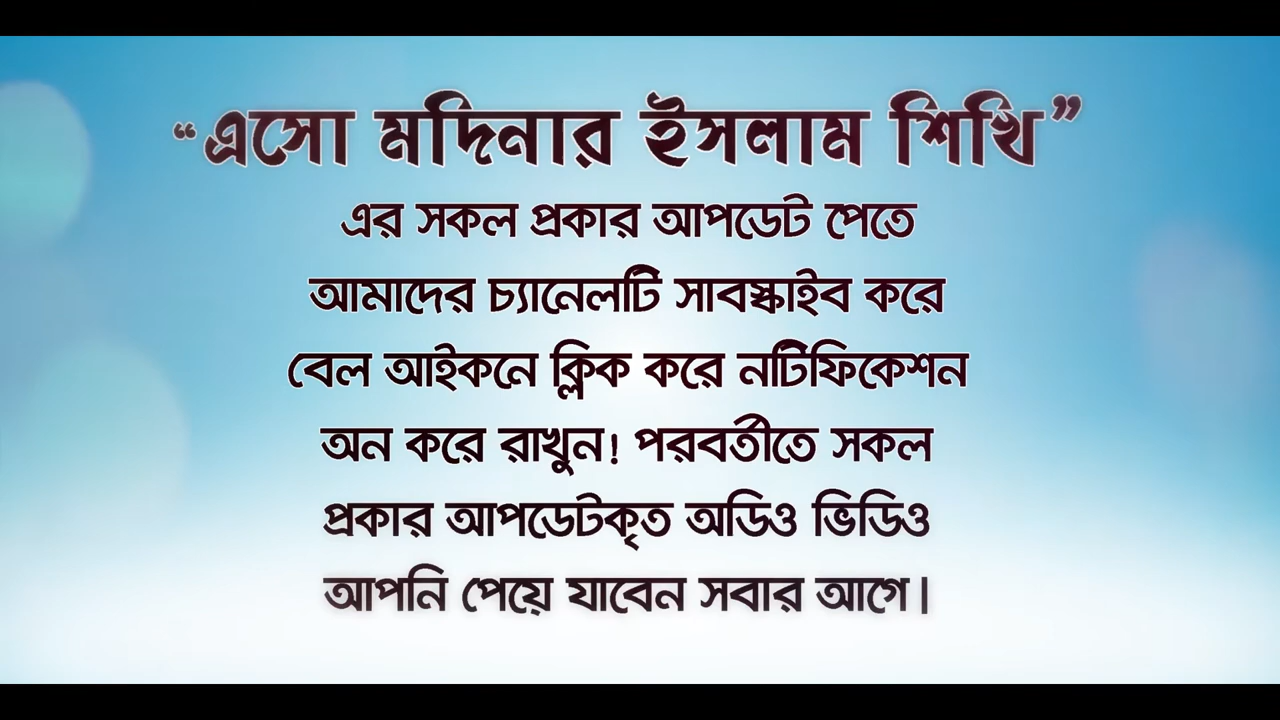 “এসো মদিনার ইসলাম শিখি”
এর সকল প্রকার আপডেট পেতে
আমাদের চ্যানেলটি সাবস্কাইব করে
বেল আইকনে ক্লিক করে নটিফিকেশন
অন করে রাখুন! পরবর্তীতে সকল
প্রকার আপডেটকৃত অডিও ভিডিও
আপনি পেয়ে যাবেন সবার আগে।